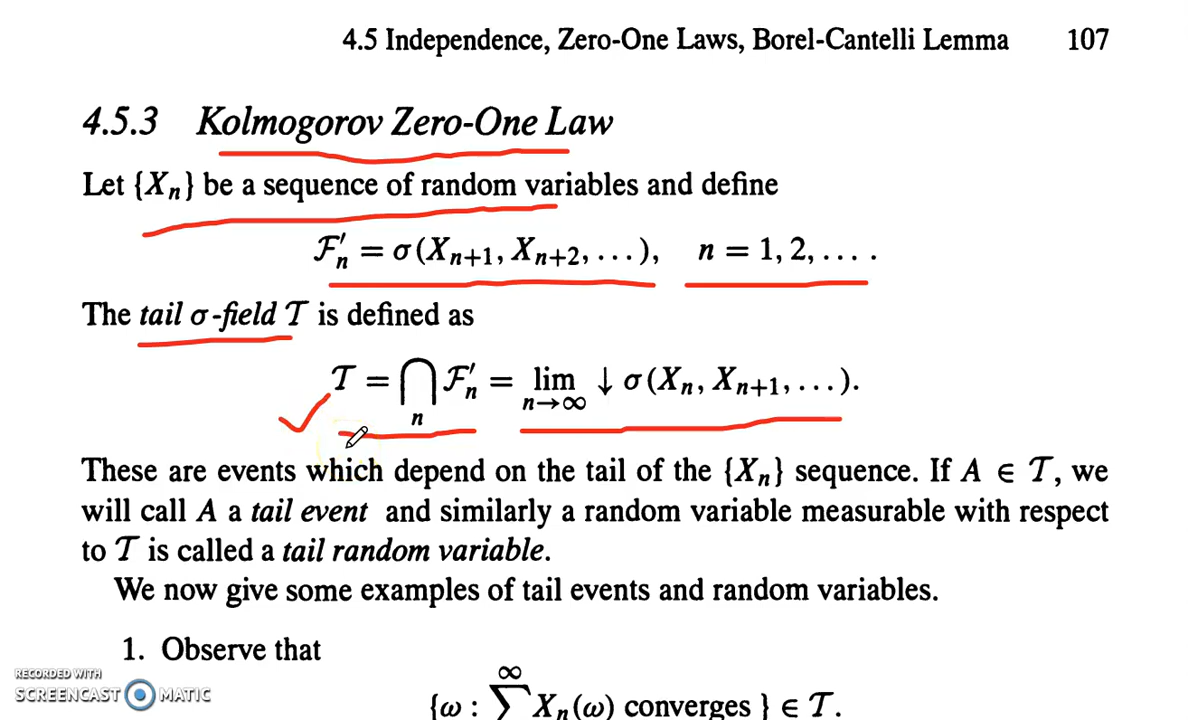 4.5 Independence, Zero-One Laws, Borel-Cantelli Lemma 107
4.5.3 Kolmogorov Zero-One Law
Let {Xₙ} be a sequence of random variables and define
ℱ′ₙ = σ(Xₙ₊₁, Xₙ₊₂, ...), n = 1, 2, ....
The tail σ-field 𝒯 is defined as
𝒯 = ⋂ₙ ℱ′ₙ = lim n→∞ ↓ σ(Xₙ, Xₙ₊₁, ...).
These are events which depend on the tail of the {Xₙ} sequence. If A ∈ 𝒯, we
will call A a tail event and similarly a random variable measurable with respect
to 𝒯 is called a tail random variable.
We now give some examples of tail events and random variables.
1. Observe that
{ω : ∑^∞ Xₙ(ω) converges } ∈ 𝒯.
RECORDED WITH
SCREENCAST MATIC